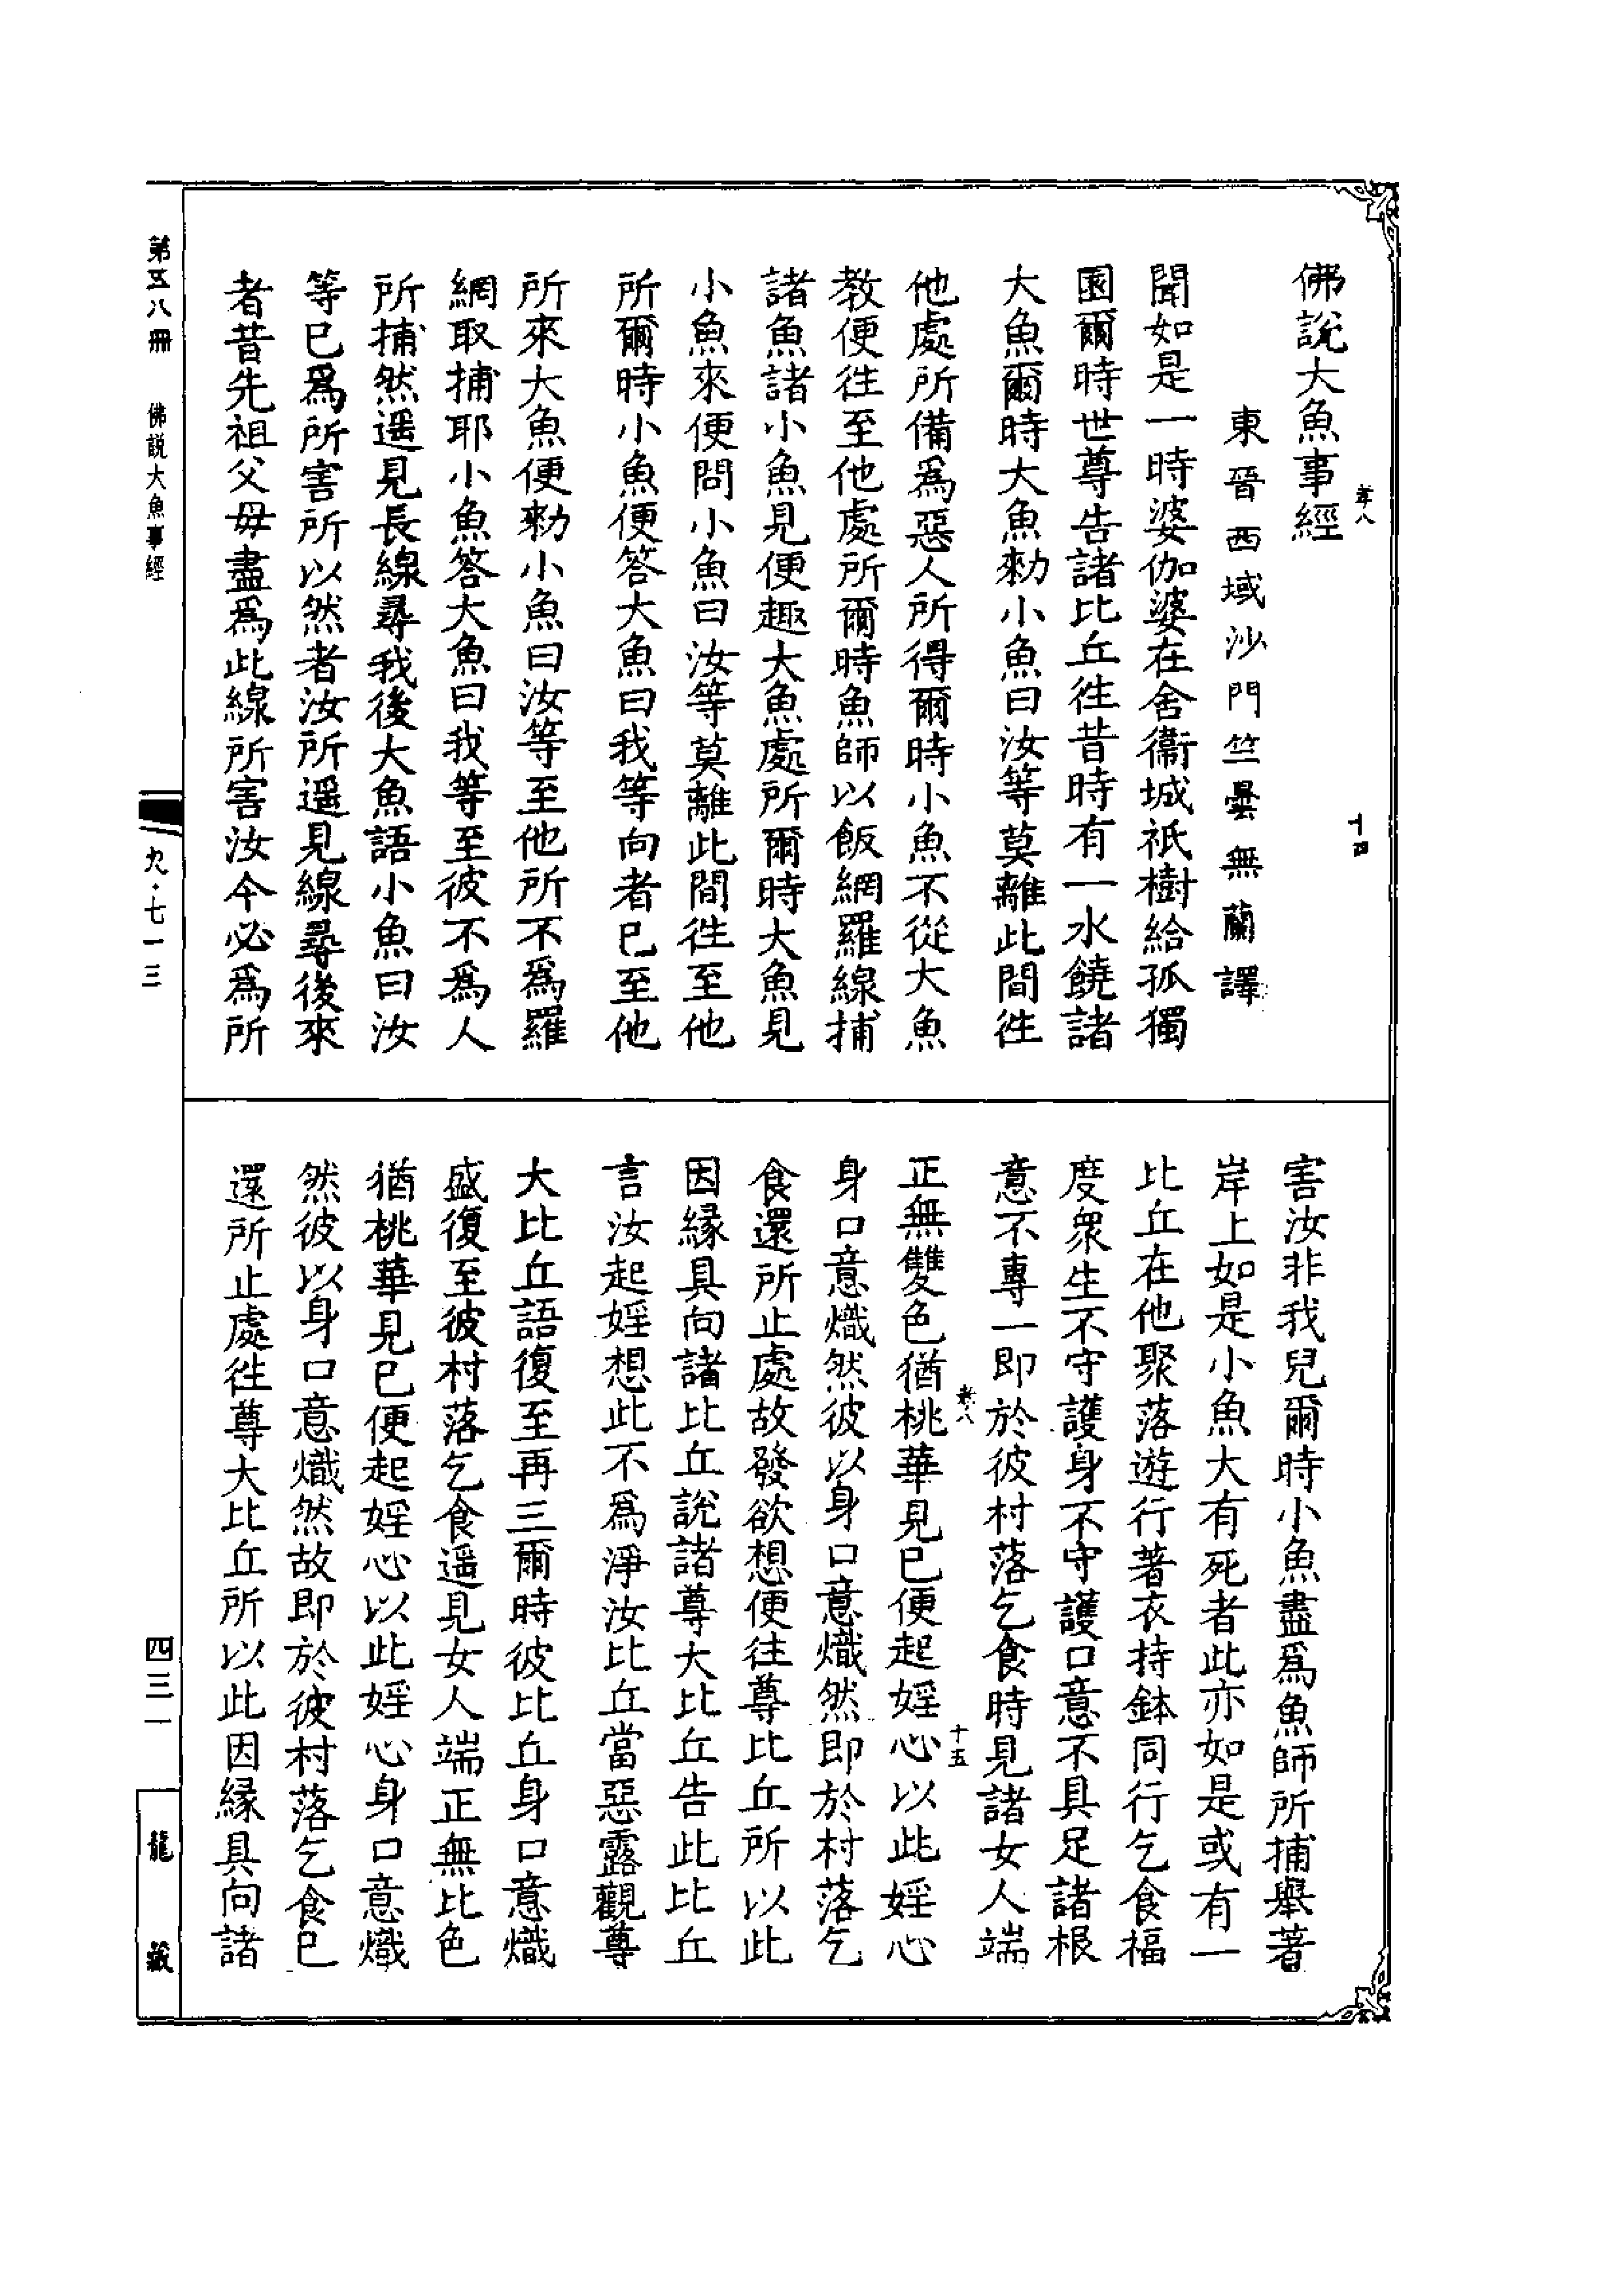 佛說大魚事經
孝八
十四
東晉西域沙門竺曇無蘭譯
聞如是一時婆伽婆在舍衛城祇樹給孤獨
園爾時世尊告諸比丘徃昔時有一水饒諸
大魚爾時大魚勑小魚曰汝等莫離此間徃
他處所備爲惡人所得爾時小魚不從大魚
教便徃至他處所爾時魚師以飯網羅線捕
諸魚諸小魚見便趣大魚處所爾時大魚見
小魚來便問小魚曰汝等莫離此間徃至他
所爾時小魚便答大魚曰我等向者巳至他
所來大魚便勑小魚曰汝等至他所不爲羅
網取捕耶小魚答大魚曰我等至彼不爲人
所捕然遥見長線尋我後大魚語小魚曰汝
等巳爲所害所以然者汝所遥見線尋後來
者昔先祖父母盡爲此線所害汝今必爲所
害汝非我兒爾時小魚盡爲魚師所捕舉著
岸上如是小魚大有死者此亦如是或有一
比丘在他聚落遊行著衣持鉢同行乞食福
度衆生不守護身不守護口意不具足諸根
意不專一即於彼村落乞食時見諸女人端
正無雙色猶桃華見巳便起婬心以此婬心
孝八
十五
身口意熾然彼以身口意熾然即於村落乞
食還所止處故發欲想便往尊比丘所以此
因緣具向諸比丘說諸尊大比丘告此比丘
言汝起婬想此不爲淨汝比丘當惡露觀尊
大比丘語復至再三爾時彼比丘身口意熾
盛復至彼村落乞食遥見女人端正無比色
猶桃華見巳便起婬心以此婬心身口意熾
然彼以身口意熾然故即於彼村落乞食巳
還所止處徃尊大比丘所以此因緣具向諸
第五八冊
佛說大魚事經
九·七一三
四三一
龍藏